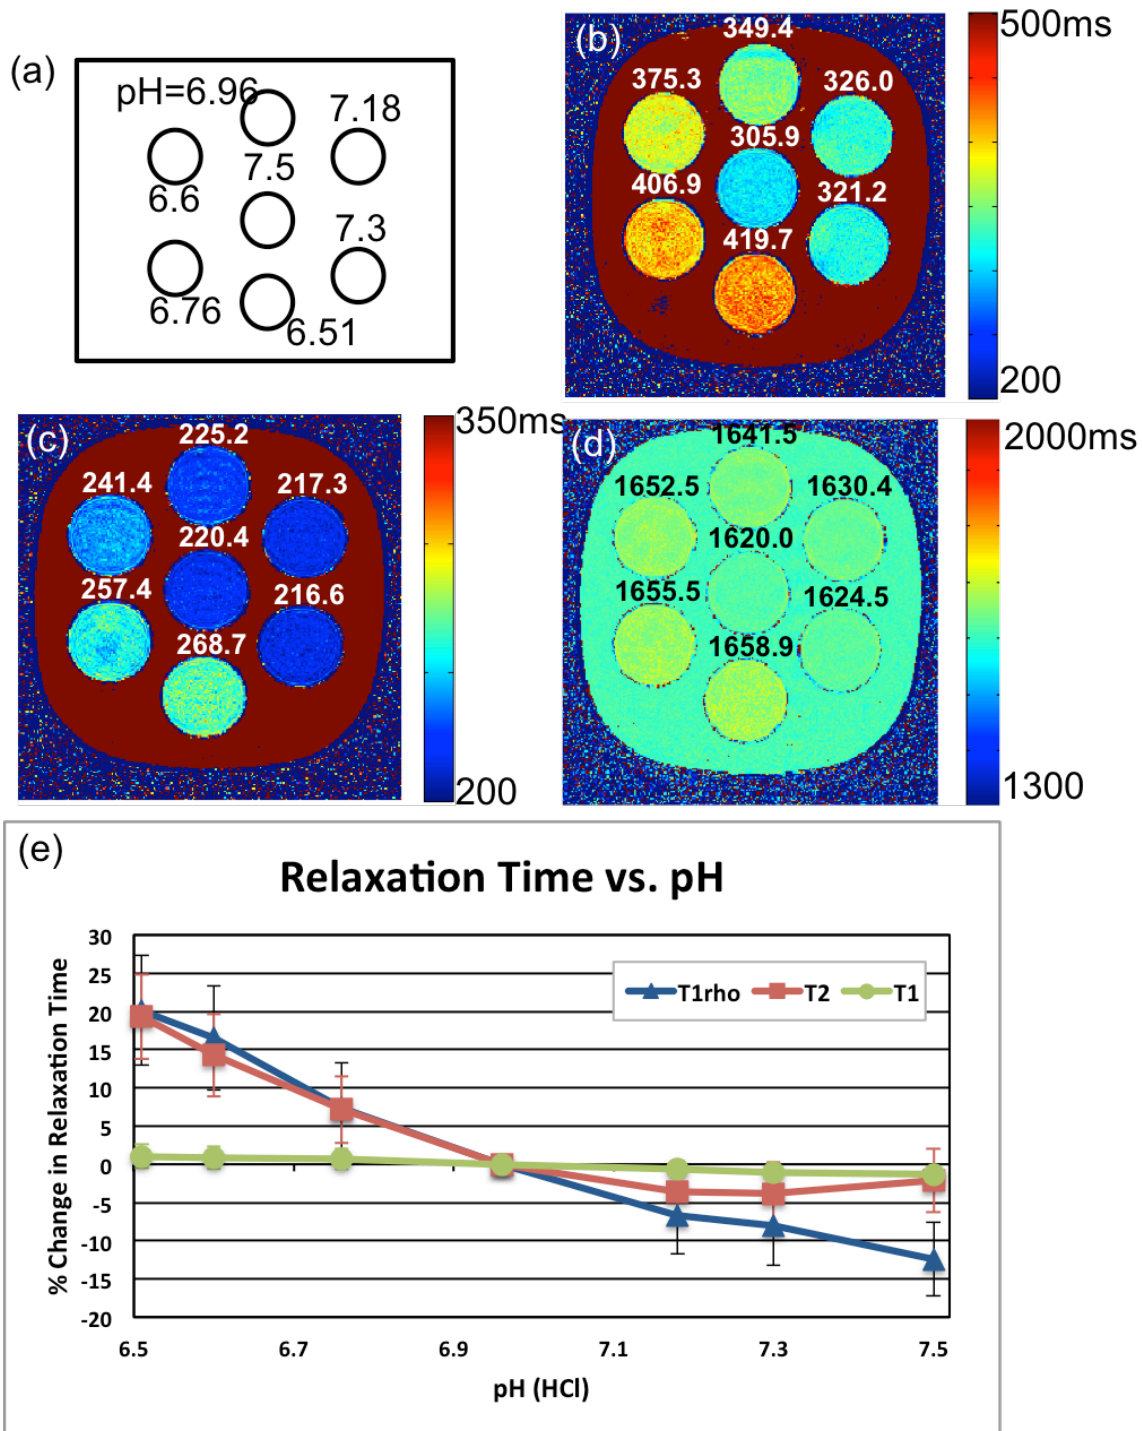 (a)
pH=6.96
7.18
6.6
7.5
7.3
6.76
6.51
(b)
349.4
375.3
326.0
305.9
406.9
321.2
419.7
500ms
200
(c)
225.2
241.4
217.3
220.4
257.4
216.6
268.7
350ms
200
(d)
1641.5
1652.5
1630.4
1620.0
1655.5
1624.5
1658.9
2000ms
1300
(e)
Relaxation Time vs. pH
% Change in Relaxation Time
30
25
20
15
10
5
0
-5
-10
-15
-20
T1rho T2 T1
6.5 6.7 6.9 7.1 7.3 7.5
pH (HCl)